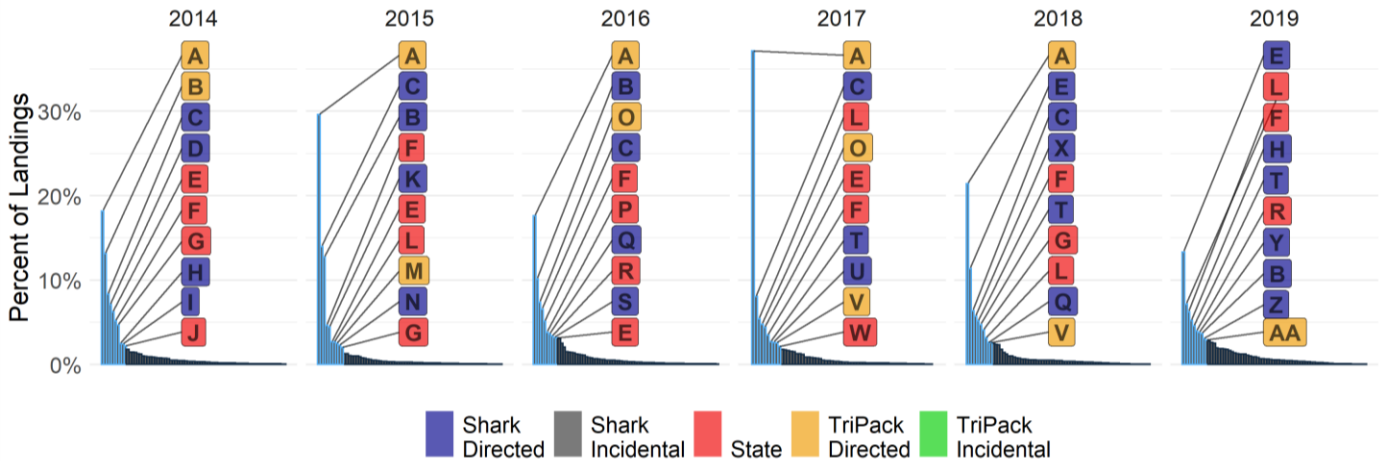 2014 2015 2016 2017 2018 2019
Percent of Landings
A A A A A E
B C B C E L
30% C B O L C F
D F C O X H
E K F E F T
20% F E P F T R
G L Q T G Y
10% H M R U L B
I N S V Q Z
J G E W V AA
0%
Shark Directed
Shark Incidental
State
TriPack Directed
TriPack Incidental